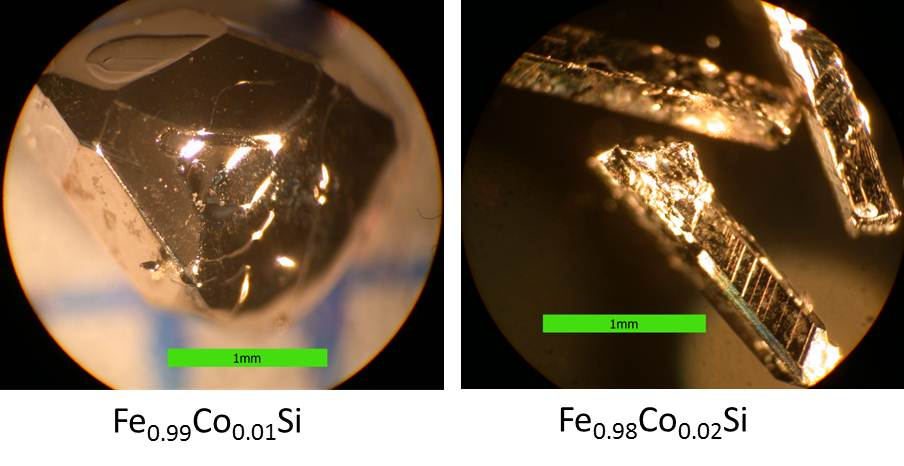 1mm
1mm
Fe₀.₉₉Co₀.₀₁Si
Fe₀.₉₈Co₀.₀₂Si